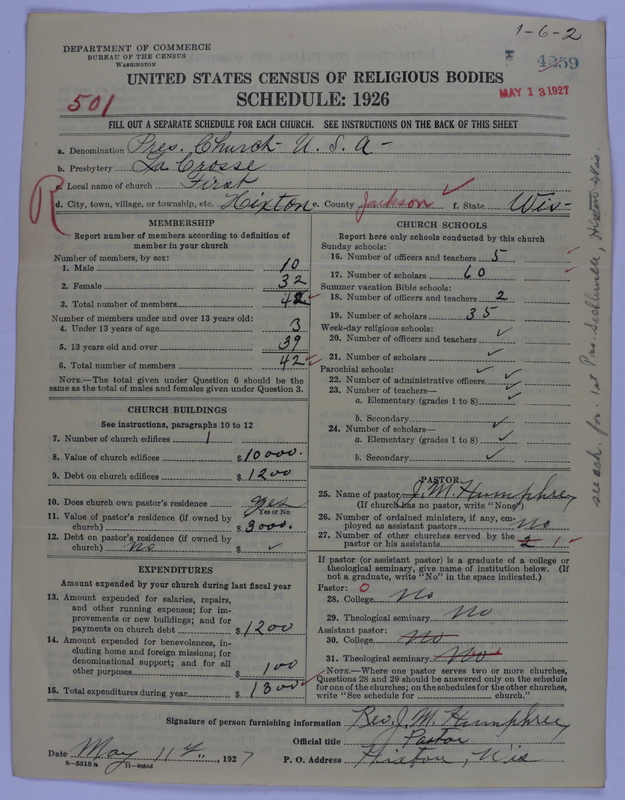 1-6-2
DEPARTMENT OF COMMERCE
BUREAU OF THE CENSUS
WASHINGTON
4259
UNITED STATES CENSUS OF RELIGIOUS BODIES
MAY 13 1927
501
SCHEDULE: 1926
FILL OUT A SEPARATE SCHEDULE FOR EACH CHURCH. SEE INSTRUCTIONS ON THE BACK OF THIS SHEET
a. Denomination Pres. Church U. S. A-
b. Presbytery La Crosse
c. Local name of church First
R
d. City, town, village, or township, etc. Hixton e. County Jackson ✓ f. State Wis-
MEMBERSHIP
Report number of members according to definition of
member in your church
Number of members, by sex:
1. Male 10
2. Female 32
3. Total number of members 42 ✓
Number of members under and over 13 years old:
4. Under 13 years of age 3
5. 13 years old and over 39
6. Total number of members 42 ✓
NOTE.—The total given under Question 6 should be the
same as the total of males and females given under Question 3.
CHURCH BUILDINGS
See instructions, paragraphs 10 to 12
7. Number of church edifices 1
8. Value of church edifices $10000.
9. Debt on church edifices $1200
10. Does church own pastor's residence yes
Yes or No
11. Value of pastor's residence (if owned by
church) $3000.
12. Debt on pastor's residence (if owned by
church) No $ ✓
EXPENDITURES
Amount expended by your church during last fiscal year
13. Amount expended for salaries, repairs,
and other running expenses; for im-
provements or new buildings; and for
payments on church debt $1200
14. Amount expended for benevolences, in-
cluding home and foreign missions; for
denominational support; and for all
other purposes $100
15. Total expenditures during year $1300 ✓
CHURCH SCHOOLS
Report here only schools conducted by this church
Sunday schools:
16. Number of officers and teachers 5 ✓
17. Number of scholars 60 ✓
Summer vacation Bible schools:
18. Number of officers and teachers 2
19. Number of scholars 35
Week-day religious schools:
20. Number of officers and teachers ✓
21. Number of scholars ✓
Parochial schools: ✓ ✓
22. Number of administrative officers ✓
23. Number of teachers—
a. Elementary (grades 1 to 8) ✓
b. Secondary ✓
24. Number of scholars—
a. Elementary (grades 1 to 8) ✓
b. Secondary ✓
PASTOR
25. Name of pastor J. M. Humphrey
(If church has no pastor, write "None")
26. Number of ordained ministers, if any, em-
ployed as assistant pastors No
27. Number of other churches served by the
pastor or his assistants 2 1 ✓
If pastor (or assistant pastor) is a graduate of a college or
theological seminary, give name of institution below. (If
not a graduate, write "No" in the space indicated.)
Pastor: 0
28. College No
29. Theological seminary No
Assistant pastor:
30. College No
31. Theological seminary No
NOTE.—Where one pastor serves two or more churches,
Questions 28 and 29 should be answered only on the schedule
for one of the churches; on the schedules for the other churches,
write "See schedule for church."
see sch. for 1st Pres. Hixton Wis.
Signature of person furnishing information Rev. J. M. Humphrey
Official title Pastor
Date May 11th, 1927
P. O. Address Hixton, Wis
8-5318 a 11-9354d